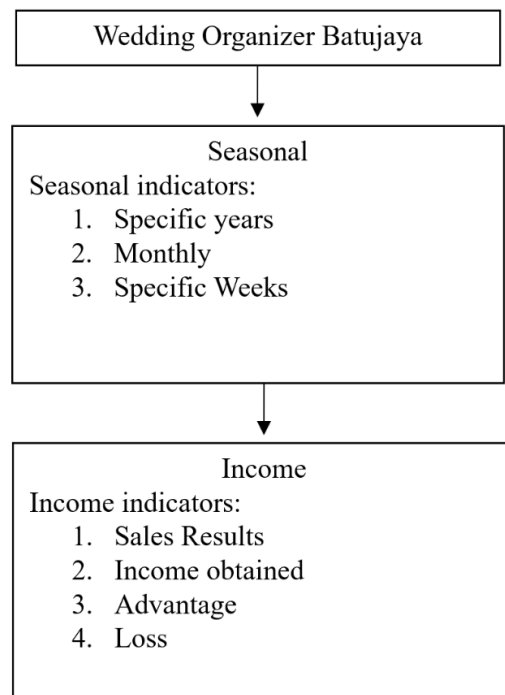 Wedding Organizer Batujaya
Seasonal
Seasonal indicators:
1. Specific years
2. Monthly
3. Specific Weeks
Income
Income indicators:
1. Sales Results
2. Income obtained
3. Advantage
4. Loss